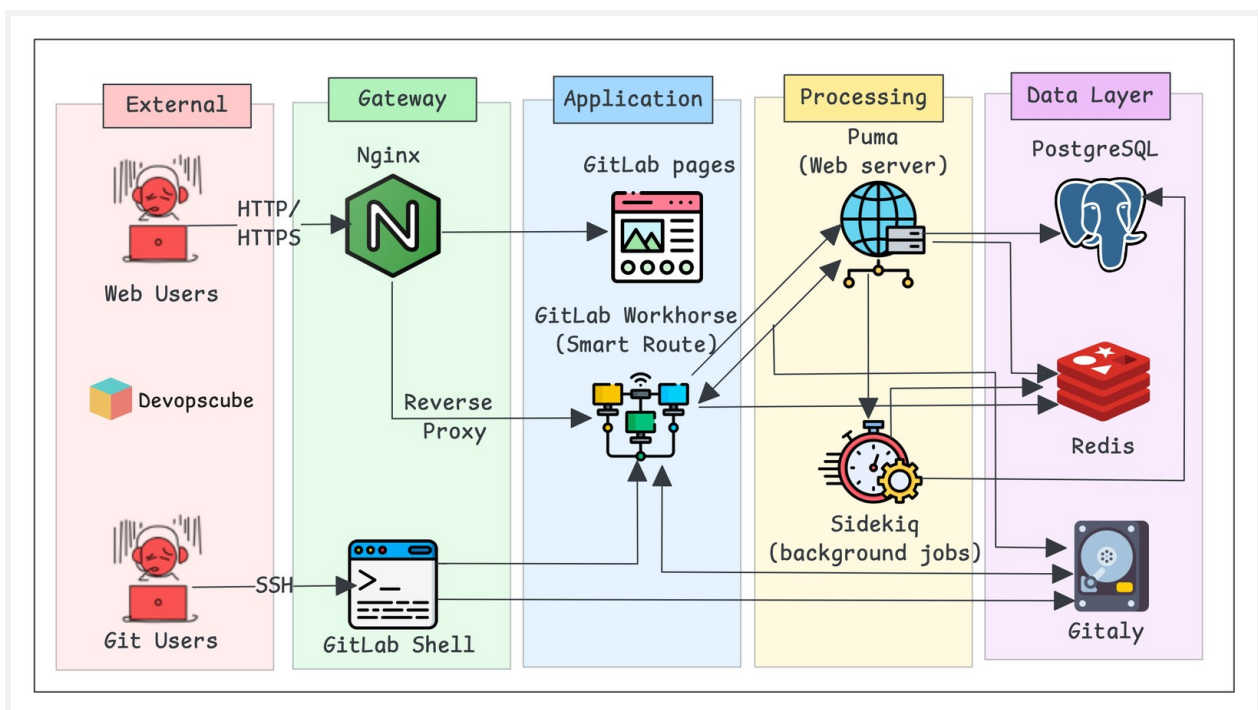 External
Gateway
Application
Processing
Data Layer
Nginx
GitLab pages
Puma
(Web server)
PostgreSQL
HTTP/
HTTPS
Web Users
GitLab Workhorse
(Smart Route)
Devopscube
Reverse
Proxy
Redis
Sidekiq
(background jobs)
SSH
Git Users
GitLab Shell
Gitaly